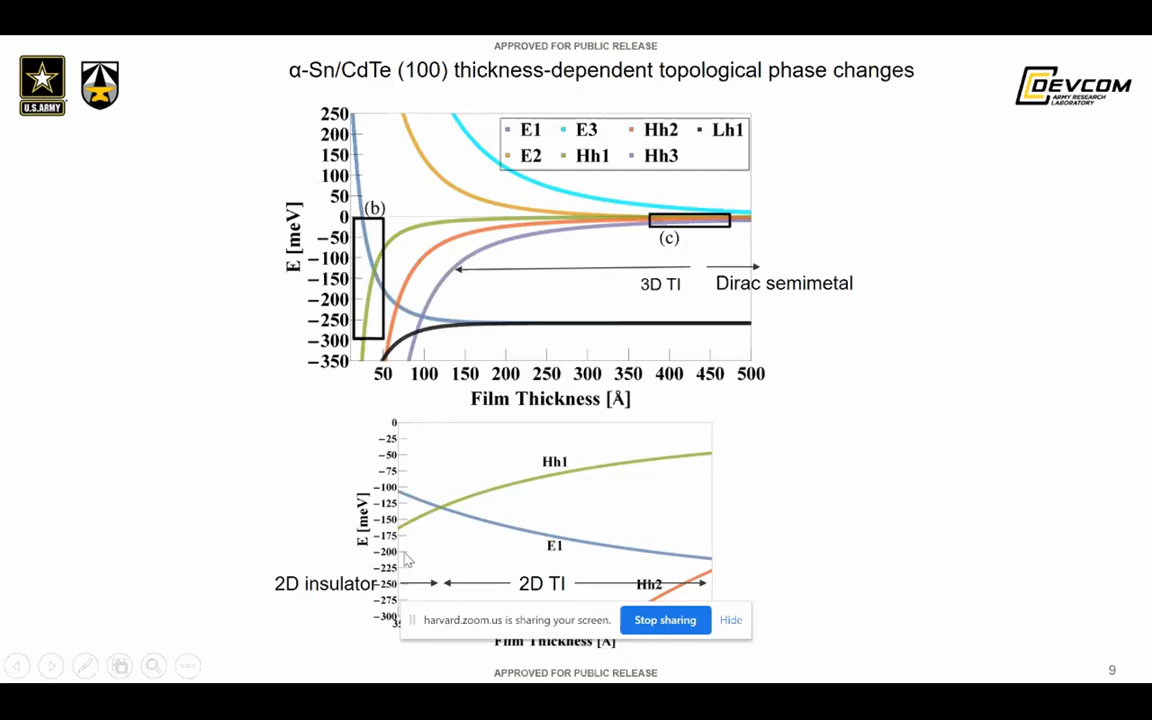 APPROVED FOR PUBLIC RELEASE
α-Sn/CdTe (100) thickness-dependent topological phase changes
U.S. ARMY
DEVCOM
ARMY RESEARCH
LABORATORY
E1 E3 Hh2 Lh1
E2 Hh1 Hh3
250
200
150
100
50
0
−50
−100
−150
−200
−250
−300
−350
E [meV]
(b)
(c)
3D TI
Dirac semimetal
50 100 150 200 250 300 350 400 450 500
Film Thickness [Å]
0
−25
−50
−75
−100
−125
−150
−175
−200
−225
−250
−275
−300
E [meV]
Hh1
E1
Hh2
2D insulator
2D TI
harvard.zoom.us is sharing your screen.
Stop sharing
Hide
Film Thickness [Å]
APPROVED FOR PUBLIC RELEASE
9